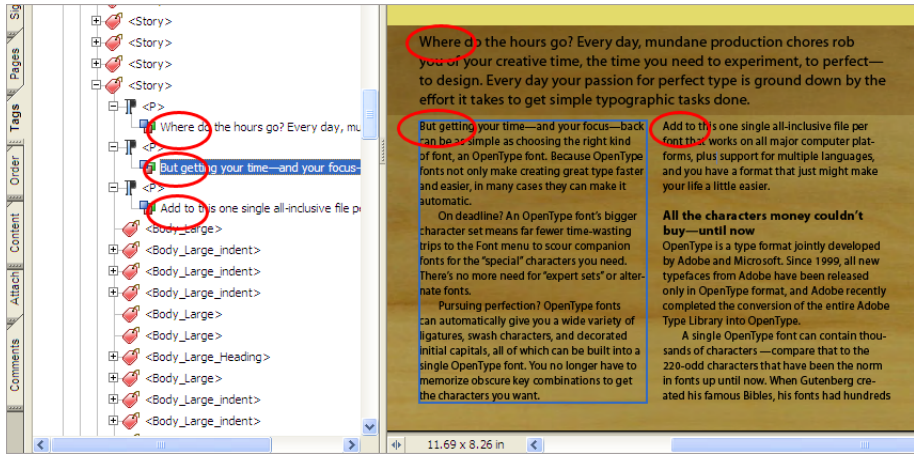 Sig
Pages
Tags
Order
Content
Attach
Comments
<Story>
<Story>
<Story>
<Story>
<P>
Where do the hours go? Every day, mu
<P>
But getting your time—and your focus-
<P>
Add to this one single all-inclusive file p
<Body_Large>
<Body_Large_indent>
<Body_Large_indent>
<Body_Large_indent>
<Body_Large>
<Body_Large>
<Body_Large_Heading>
<Body_Large>
<Body_Large_indent>
<Body_Large_indent>
Where do the hours go? Every day, mundane production chores rob
you of your creative time, the time you need to experiment, to perfect—
to design. Every day your passion for perfect type is ground down by the
effort it takes to get simple typographic tasks done.
But getting your time—and your focus—back
can be as simple as choosing the right kind
of font, an OpenType font. Because OpenType
fonts not only make creating great type faster
and easier, in many cases they can make it
automatic.
On deadline? An OpenType font's bigger
character set means far fewer time-wasting
trips to the Font menu to scour companion
fonts for the "special" characters you need.
There's no more need for "expert sets" or alter-
nate fonts.
Pursuing perfection? OpenType fonts
can automatically give you a wide variety of
ligatures, swash characters, and decorated
initial capitals, all of which can be built into a
single OpenType font. You no longer have to
memorize obscure key combinations to get
the characters you want.
Add to this one single all-inclusive file per
font that works on all major computer plat-
forms, plus support for multiple languages,
and you have a format that just might make
your life a little easier.
All the characters money couldn't
buy—until now
OpenType is a type format jointly developed
by Adobe and Microsoft. Since 1999, all new
typefaces from Adobe have been released
only in OpenType format, and Adobe recently
completed the conversion of the entire Adobe
Type Library into OpenType.
A single OpenType font can contain thou-
sands of characters —compare that to the
220-odd characters that have been the norm
in fonts up until now. When Gutenberg cre-
ated his famous Bibles, his fonts had hundreds
11.69 x 8.26 in